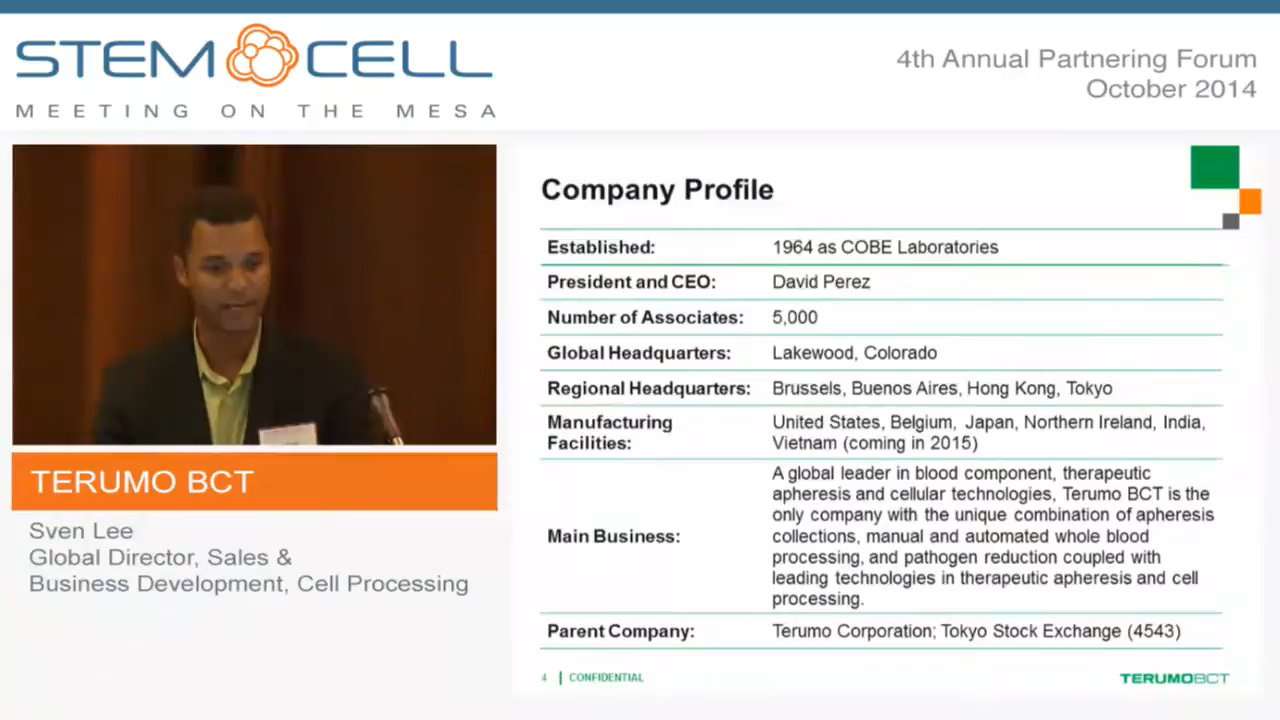 STEM CELL
MEETING ON THE MESA
4th Annual Partnering Forum
October 2014
TERUMO BCT
Sven Lee
Global Director, Sales &
Business Development, Cell Processing
Company Profile
Established: 1964 as COBE Laboratories
President and CEO: David Perez
Number of Associates: 5,000
Global Headquarters: Lakewood, Colorado
Regional Headquarters: Brussels, Buenos Aires, Hong Kong, Tokyo
Manufacturing
Facilities:
United States, Belgium, Japan, Northern Ireland, India,
Vietnam (coming in 2015)
Main Business:
A global leader in blood component, therapeutic
apheresis and cellular technologies, Terumo BCT is the
only company with the unique combination of apheresis
collections, manual and automated whole blood
processing, and pathogen reduction coupled with
leading technologies in therapeutic apheresis and cell
processing.
Parent Company: Terumo Corporation; Tokyo Stock Exchange (4543)
4 | CONFIDENTIAL
TERUMOBCT